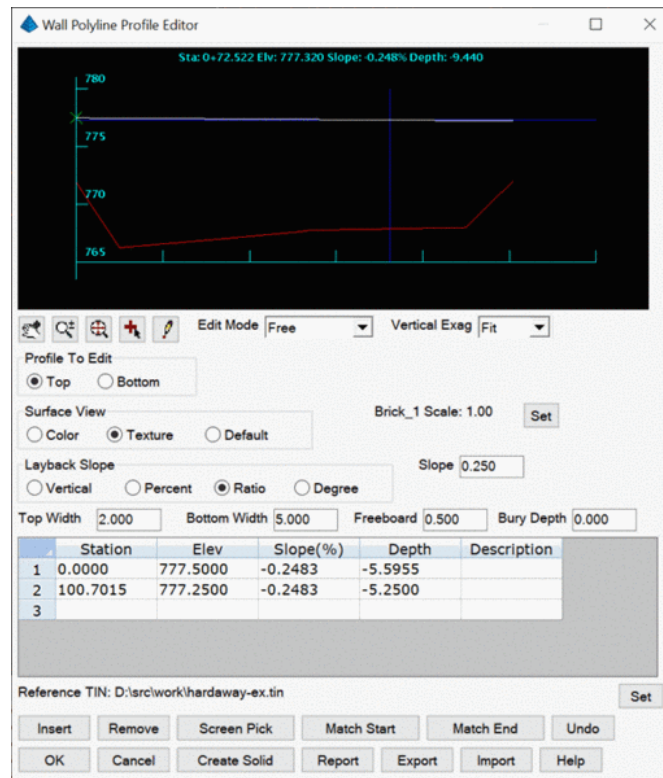 Wall Polyline Profile Editor
Sta: 0+72.522 Elv: 777.320 Slope: -0.248% Depth: -9.440
780
775
770
765
Edit Mode Free Vertical Exag Fit
Profile To Edit
Top Bottom
Surface View Brick_1 Scale: 1.00 Set
Color Texture Default
Layback Slope Slope 0.250
Vertical Percent Ratio Degree
Top Width 2.000 Bottom Width 5.000 Freeboard 0.500 Bury Depth 0.000
Station Elev Slope(%) Depth Description
1 0.0000 777.5000 -0.2483 -5.5955
2 100.7015 777.2500 -0.2483 -5.2500
3
Reference TIN: D:\src\work\hardaway-ex.tin Set
Insert Remove Screen Pick Match Start Match End Undo
OK Cancel Create Solid Report Export Import Help